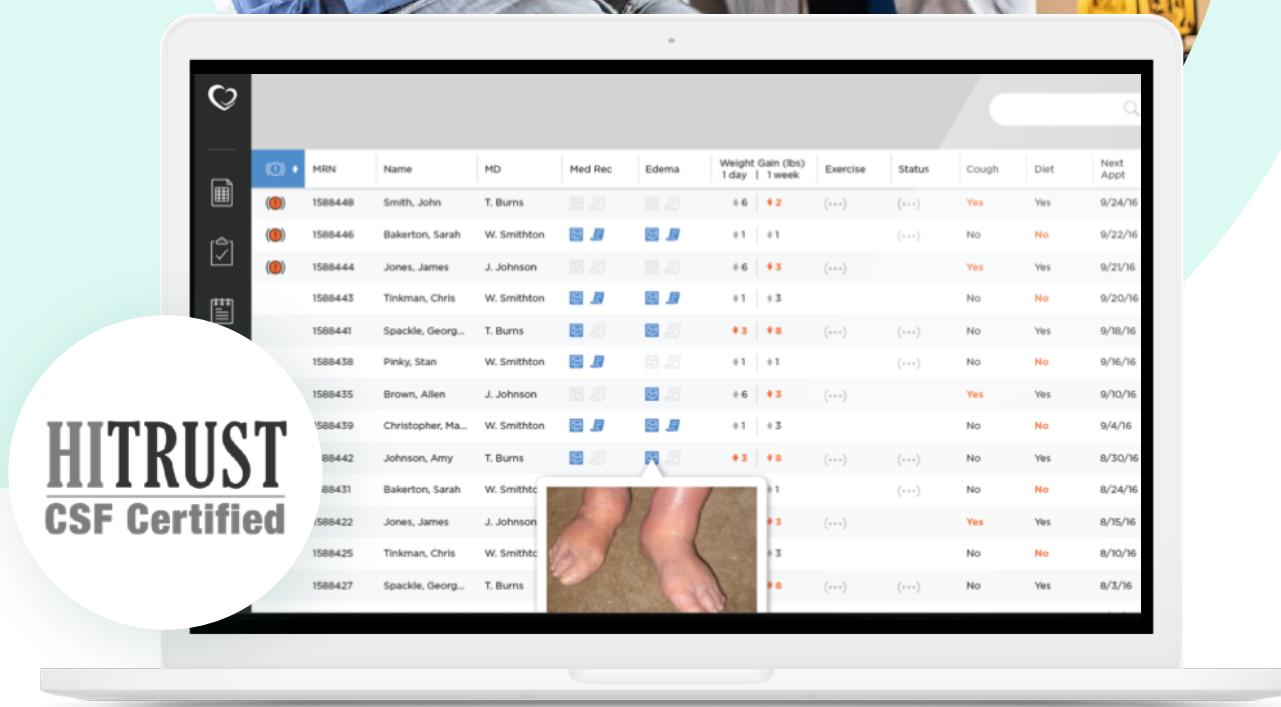 Weight Gain (lbs) Next
MRN Name MD Med Rec Edema 1 day | 1 week Exercise Status Cough Diet Appt
1588448 Smith, John T. Burns 6 2 (•••) (•••) Yes Yes 9/24/16
1588446 Bakerton, Sarah W. Smithton 1 1 (•••) No No 9/22/16
1588444 Jones, James J. Johnson 6 3 (•••) Yes Yes 9/21/16
1588443 Tinkman, Chris W. Smithton 1 3 No No 9/20/16
1588441 Spackle, Georg... T. Burns 3 8 (•••) (•••) No Yes 9/18/16
1588438 Pinky, Stan W. Smithton 1 1 (•••) No No 9/16/16
1588435 Brown, Allen J. Johnson 6 3 (•••) Yes Yes 9/10/16
1588439 Christopher, Ma... W. Smithton 1 3 No No 9/4/16
88442 Johnson, Amy T. Burns 3 8 (•••) (•••) No Yes 8/30/16
88431 Bakerton, Sarah W. Smithto 1 (•••) No No 8/24/16
1588422 Jones, James J. Johnson 3 (•••) Yes Yes 8/15/16
1588425 Tinkman, Chris W. Smithto 3 No No 8/10/16
1588427 Spackle, Georg... T. Burns 8 (•••) (•••) No Yes 8/3/16
HITRUST
CSF Certified